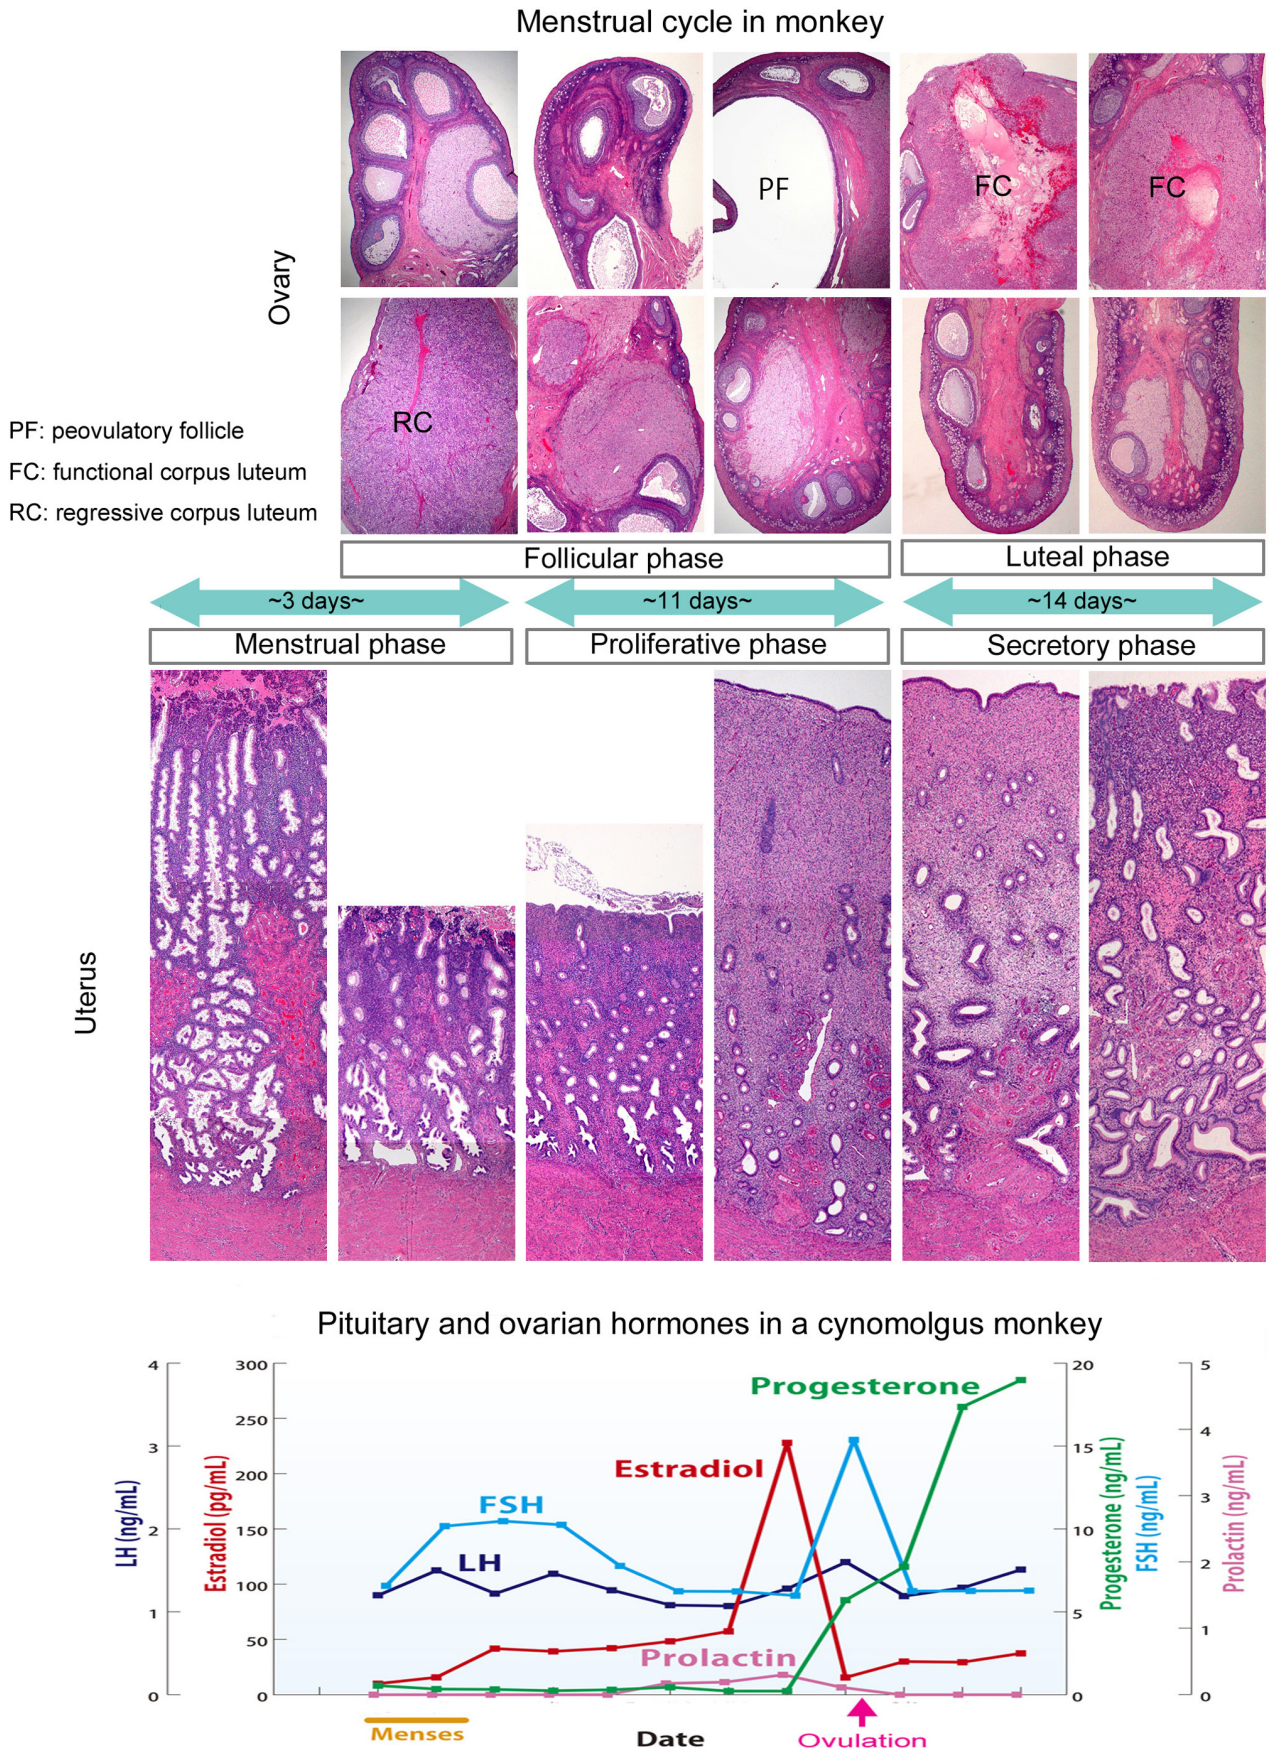 Menstrual cycle in monkey
PF
FC
FC
Ovary
RC
PF: peovulatory follicle
FC: functional corpus luteum
RC: regressive corpus luteum
Follicular phase
Luteal phase
~3 days~
~11 days~
~14 days~
Menstrual phase
Proliferative phase
Secretory phase
Uterus
Pituitary and ovarian hormones in a cynomolgus monkey
4
3
2
1
0
LH (ng/mL)
300
250
200
150
100
50
0
Estradiol (pg/mL)
Progesterone
Estradiol
FSH
LH
Prolactin
20
15
10
5
0
Progesterone (ng/mL)
FSH (ng/mL)
5
4
3
2
1
0
Prolactin (ng/mL)
Menses
Date
Ovulation